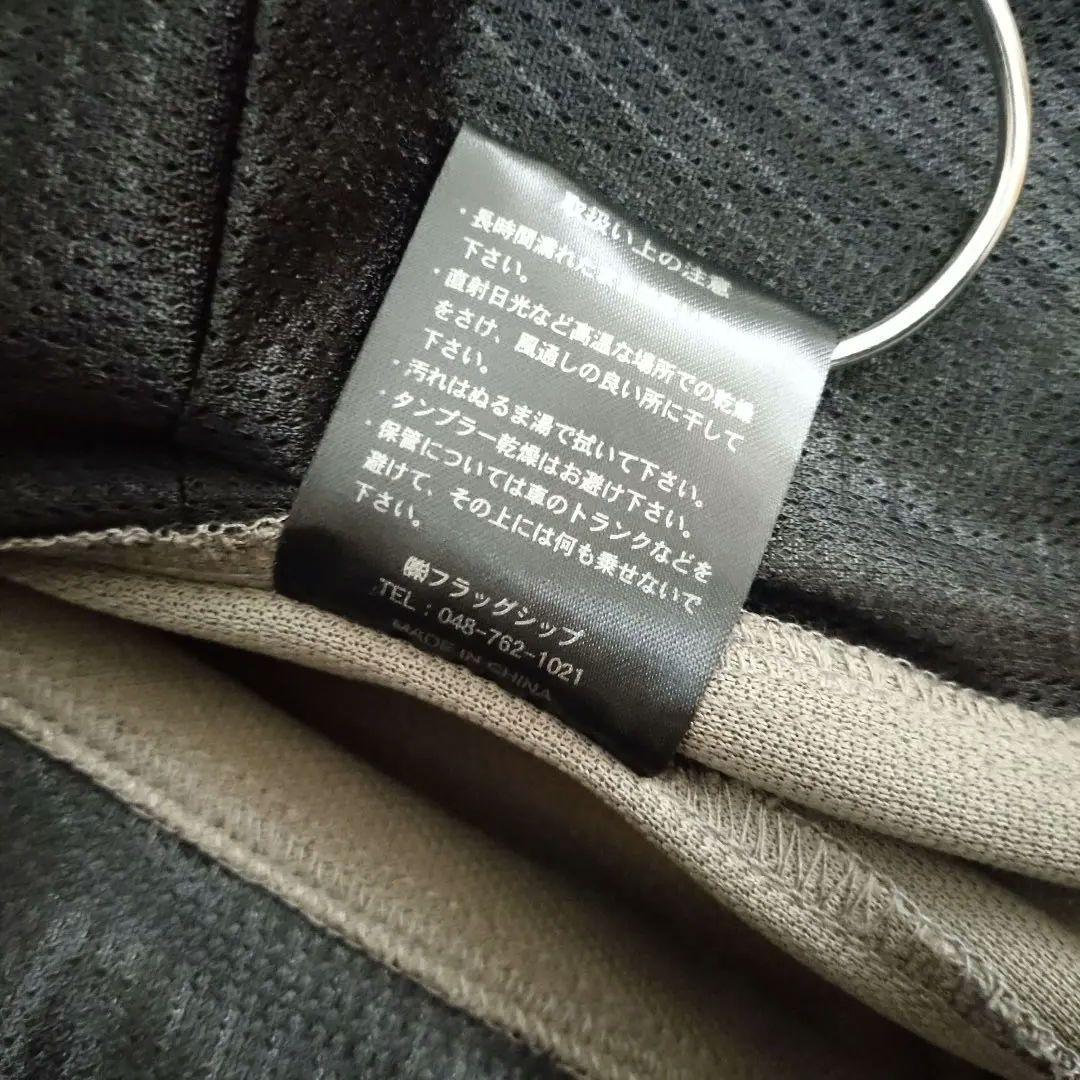 取扱い上の注意
・長時間濡れた
下さい。
・直射日光など高温な場所での乾燥
をさけ、風通しの良い所に干して
下さい。
・汚れはぬるま湯で拭いて下さい。
・タンブラー乾燥はお避け下さい。
・保管については車のトランクなどを
避けて、その上には何も乗せないで
下さい。
㈱フラッグシップ
TEL：048-762-1021
MADE IN CHINA